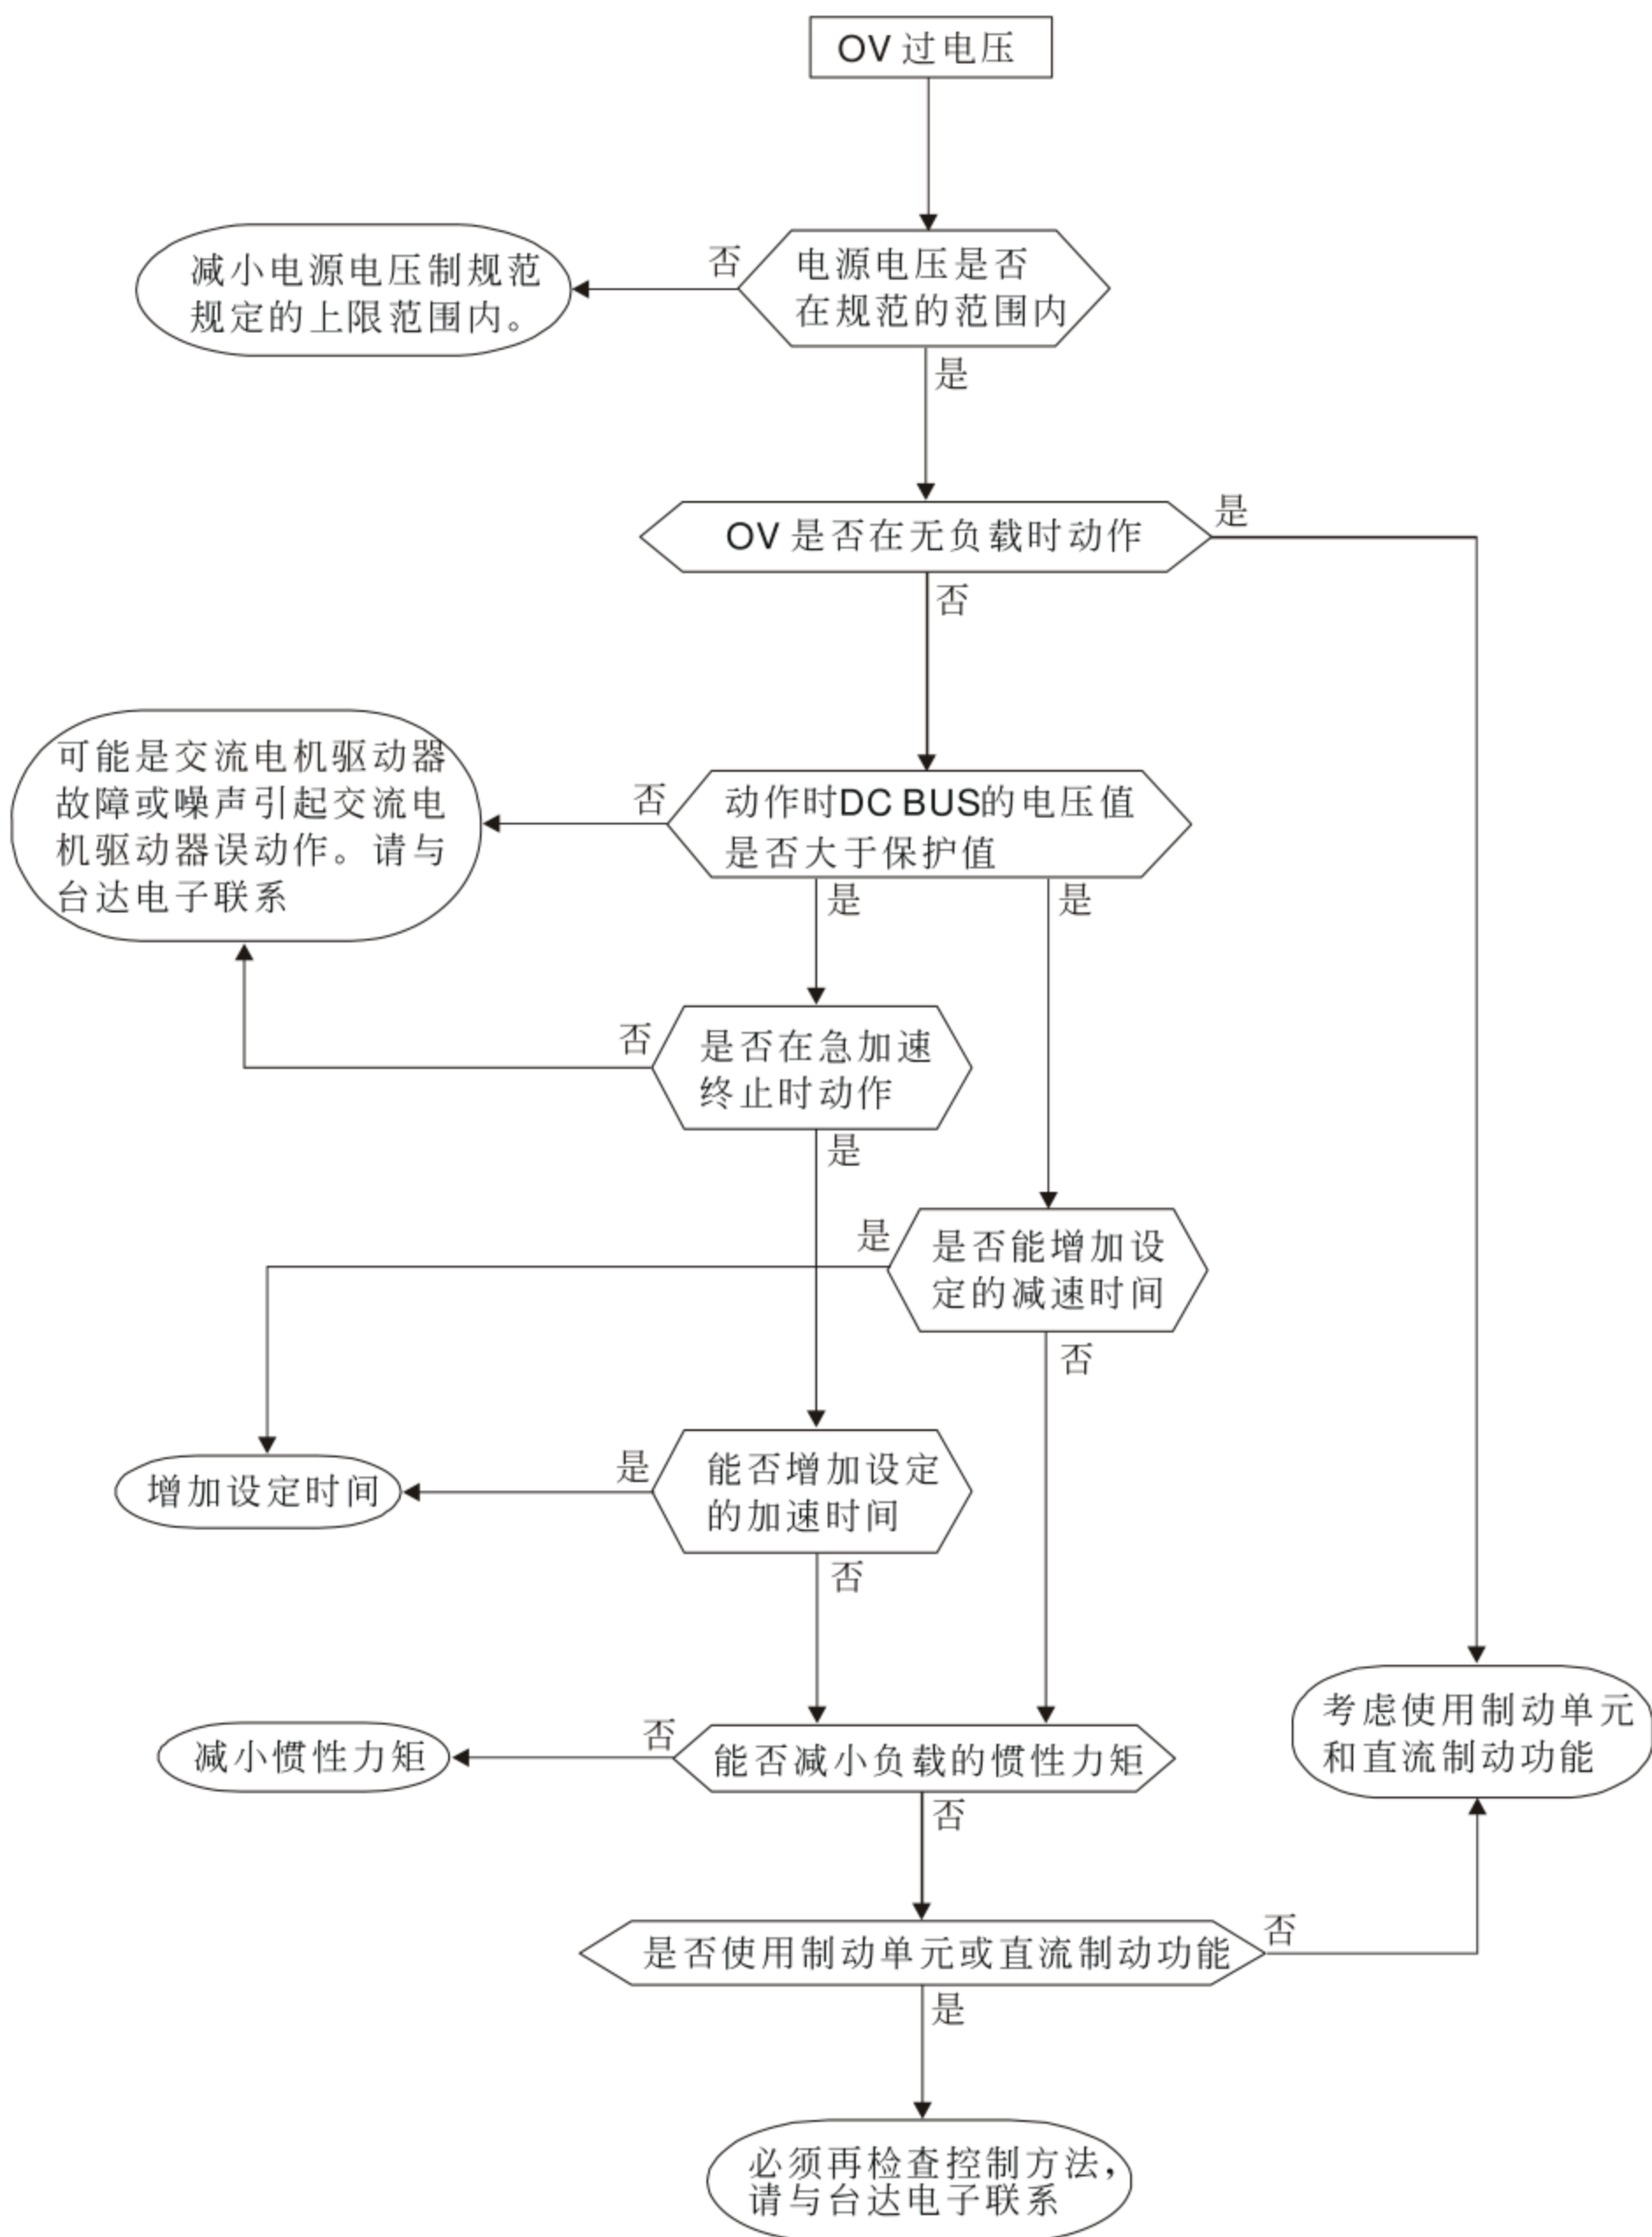 OV 过电压
否
电源电压是否
在规范的范围内
减小电源电压制规范
规定的上限范围内。
是
OV 是否在无负载时动作
是
否
可能是交流电机驱动器
故障或噪声引起交流电
机驱动器误动作。请与
台达电子联系
否
动作时DC BUS的电压值
是否大于保护值
是
是
否
是否在急加速
终止时动作
是
是
是否能增加设
定的减速时间
否
增加设定时间
是
能否增加设定
的加速时间
否
考虑使用制动单元
和直流制动功能
减小惯性力矩
否
能否减小负载的惯性力矩
否
是否使用制动单元或直流制动功能
否
是
必须再检查控制方法，
请与台达电子联系